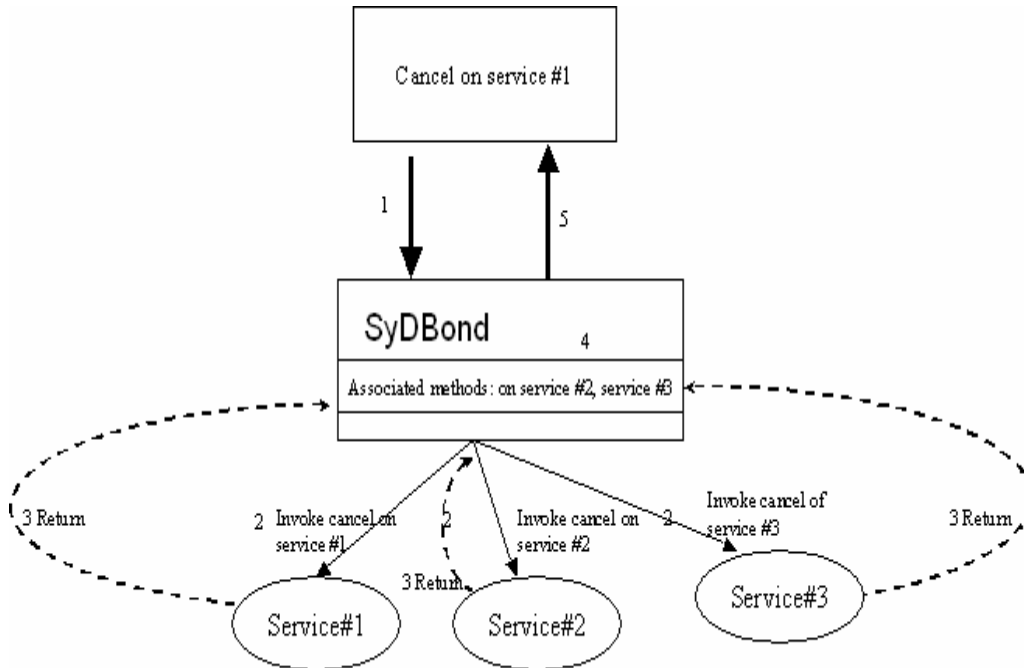 Cancel on service #1
1
5
SyDBond
4
Associated methods: on service #2, service #3
3 Return
2
Invoke cancel on
service #1
2
Invoke cancel on
service #2
2
Invoke cancel of
service #3
3 Return
3 Return
Service#1
Service#2
Service#3